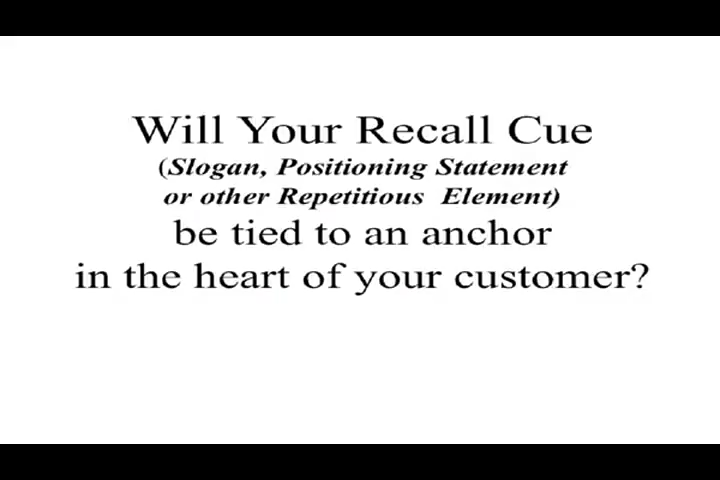 Will Your Recall Cue
(Slogan, Positioning Statement
or other Repetitious Element)
be tied to an anchor
in the heart of your customer?